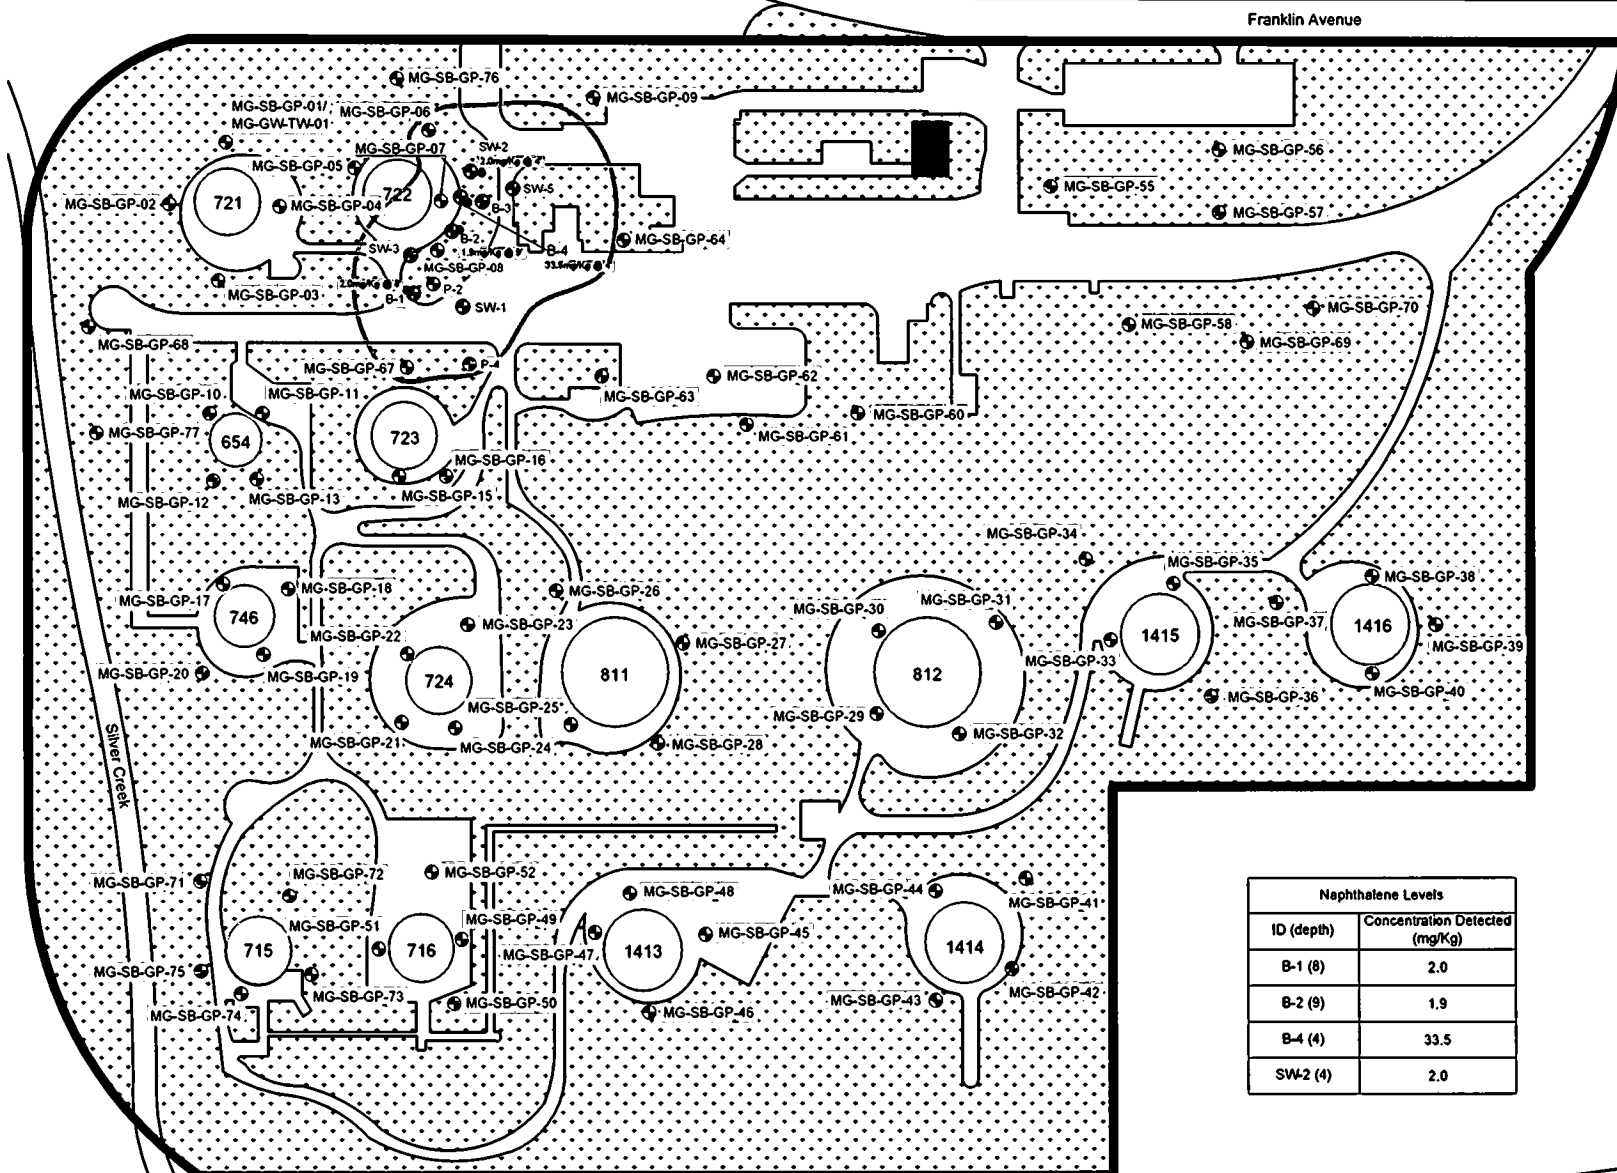 Franklin Avenue
MG-SB-GP-76
MG-SB-GP-09
MG-SB-GP-01/
MG-GW-TW-01
MG-SB-GP-06
MG-SB-GP-07
SW-2
2.0mg/Kg @ 4'
MG-SB-GP-56
MG-SB-GP-05
MG-SB-GP-55
SW-5
MG-SB-GP-02
721
MG-SB-GP-04
722
B-3
MG-SB-GP-57
B-2
MG-SB-GP-64
SW-3
B-4
1.9mg/Kg @ 9'
33.5mg/Kg @ 4'
MG-SB-GP-08
MG-SB-GP-03
2.0mg/Kg @ 8'
B-1
P-2
SW-1
MG-SB-GP-70
MG-SB-GP-58
MG-SB-GP-69
MG-SB-GP-68
MG-SB-GP-67
P-4
MG-SB-GP-62
MG-SB-GP-63
MG-SB-GP-10
MG-SB-GP-11
MG-SB-GP-60
MG-SB-GP-61
MG-SB-GP-77
654
723
MG-SB-GP-16
MG-SB-GP-12
MG-SB-GP-13
MG-SB-GP-15
MG-SB-GP-34
MG-SB-GP-35
MG-SB-GP-38
MG-SB-GP-17
MG-SB-GP-18
MG-SB-GP-26
MG-SB-GP-30
MG-SB-GP-31
746
MG-SB-GP-22
MG-SB-GP-23
MG-SB-GP-37
1415
1416
MG-SB-GP-27
MG-SB-GP-39
MG-SB-GP-33
MG-SB-GP-20
MG-SB-GP-19
724
811
812
MG-SB-GP-40
MG-SB-GP-36
MG-SB-GP-25
MG-SB-GP-29
MG-SB-GP-21
MG-SB-GP-24
MG-SB-GP-28
MG-SB-GP-32
Silver Creek
MG-SB-GP-71
MG-SB-GP-72
MG-SB-GP-52
MG-SB-GP-48
MG-SB-GP-44
MG-SB-GP-41
MG-SB-GP-51
MG-SB-GP-49
MG-SB-GP-45
715
716
MG-SB-GP-47
1413
1414
MG-SB-GP-75
MG-SB-GP-73
MG-SB-GP-42
MG-SB-GP-74
MG-SB-GP-50
MG-SB-GP-46
MG-SB-GP-43
Naphthalene Levels
ID (depth) Concentration Detected (mg/Kg)
B-1 (8) 2.0
B-2 (9) 1.9
B-4 (4) 33.5
SW-2 (4) 2.0